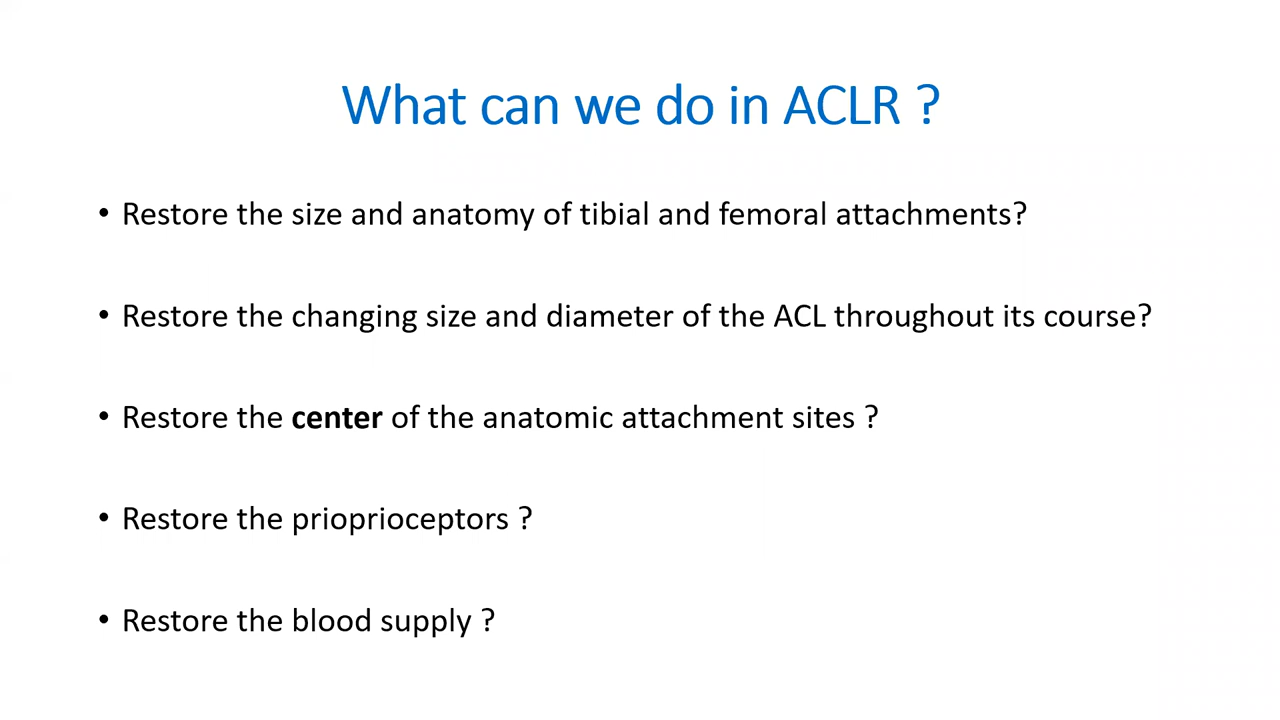 What can we do in ACLR ?
• Restore the size and anatomy of tibial and femoral attachments?
• Restore the changing size and diameter of the ACL throughout its course?
• Restore the center of the anatomic attachment sites ?
• Restore the prioprioceptors ?
• Restore the blood supply ?